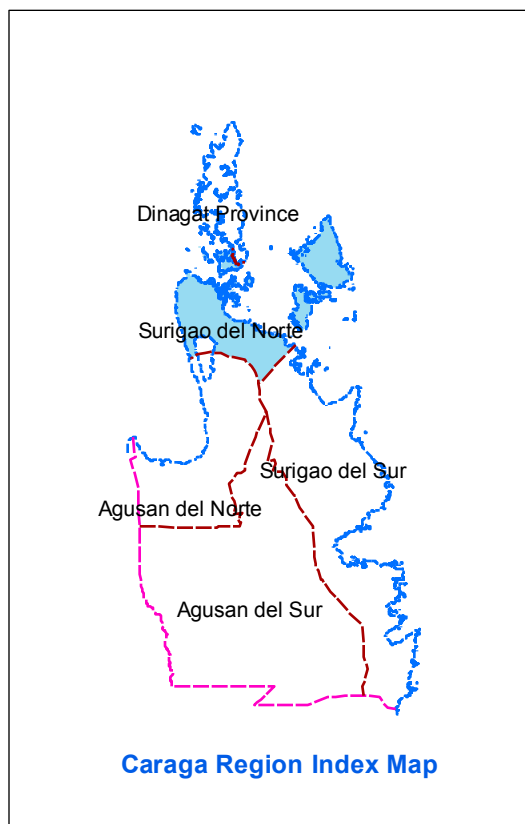 Dinagat Province
Surigao del Norte
Surigao del Sur
Agusan del Norte
Agusan del Sur
Caraga Region Index Map